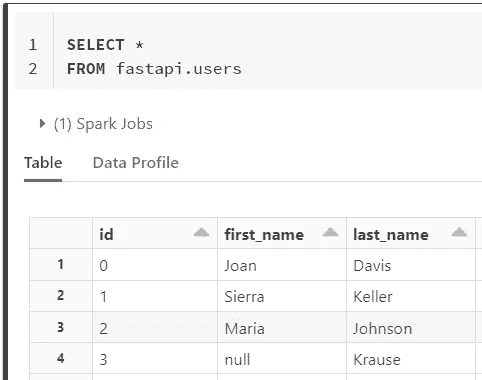 1 SELECT *
2 FROM fastapi.users
(1) Spark Jobs
Table Data Profile
id first_name last_name
1 0 Joan Davis
2 1 Sierra Keller
3 2 Maria Johnson
4 3 null Krause